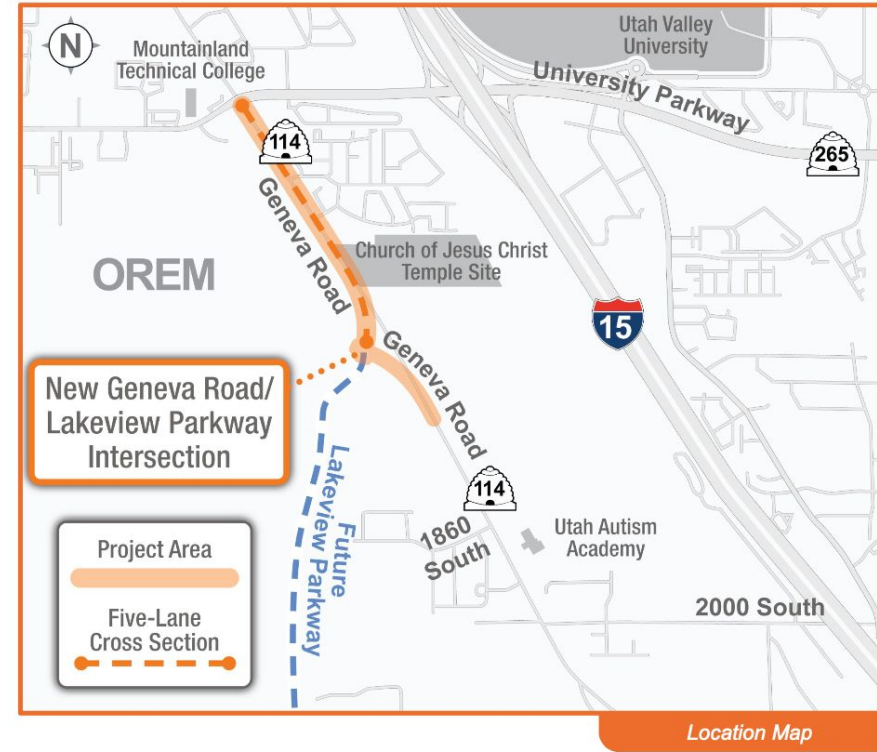 N
Mountainland
Technical College
Utah Valley
University
University Parkway
114
265
Geneva Road
Church of Jesus Christ
Temple Site
OREM
15
Geneva Road
New Geneva Road/
Lakeview Parkway
Intersection
Future
Lakeview Parkway
114
1860
South
Utah Autism
Academy
Project Area
Five-Lane
Cross Section
2000 South
Location Map